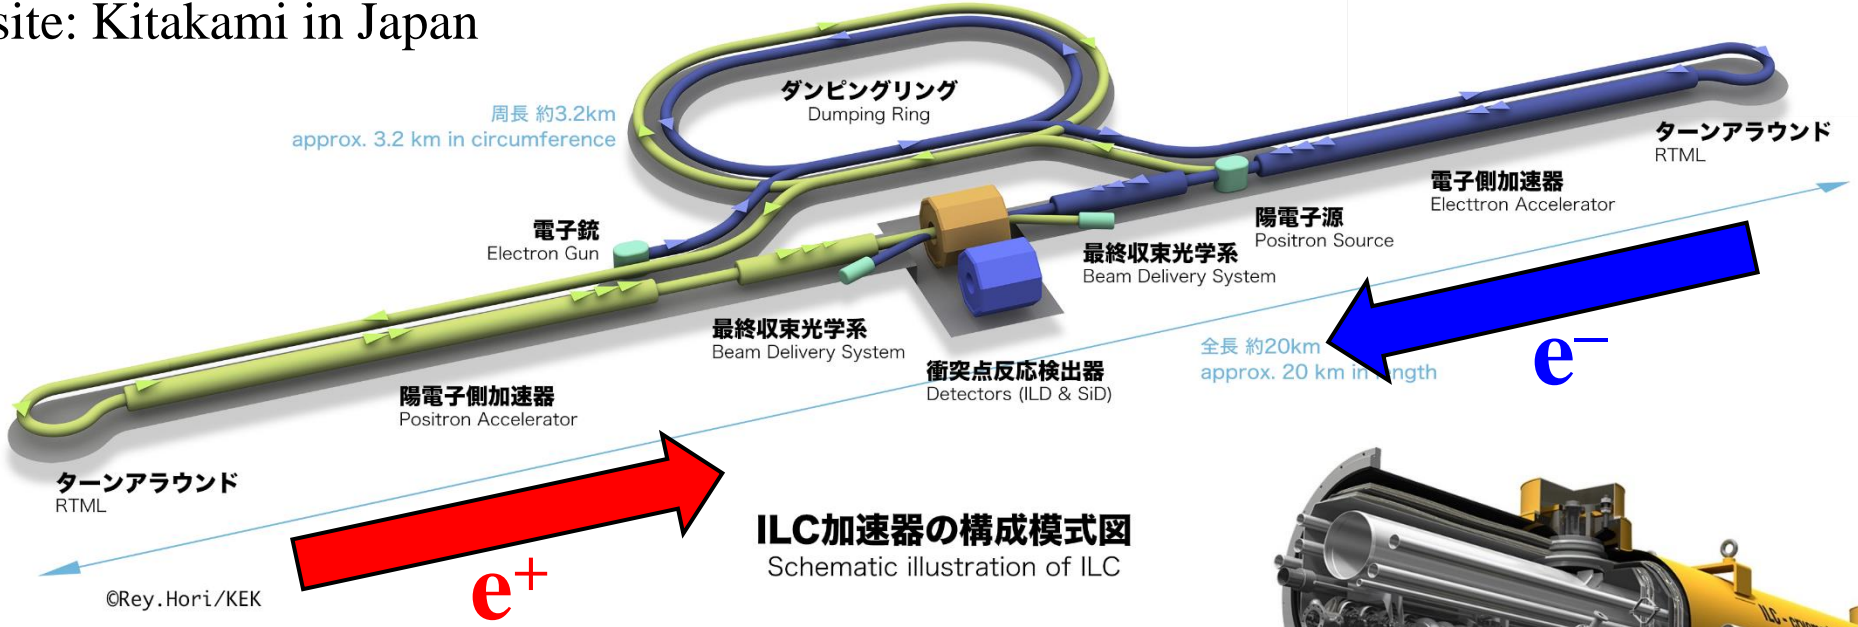 site: Kitakami in Japan
ダンピングリング
Dumping Ring
周長 約3.2km
approx. 3.2 km in circumference
ターンアラウンド
RTML
電子側加速器
Electtron Accelerator
陽電子源
Positron Source
電子銃
Electron Gun
最終収束光学系
Beam Delivery System
最終収束光学系
Beam Delivery System
全長 約20km
approx. 20 km in length
e–
衝突点反応検出器
Detectors (ILD & SiD)
陽電子側加速器
Positron Accelerator
ターンアラウンド
RTML
e+
ILC加速器の構成模式図
Schematic illustration of ILC
©Rey.Hori/KEK
ILC -